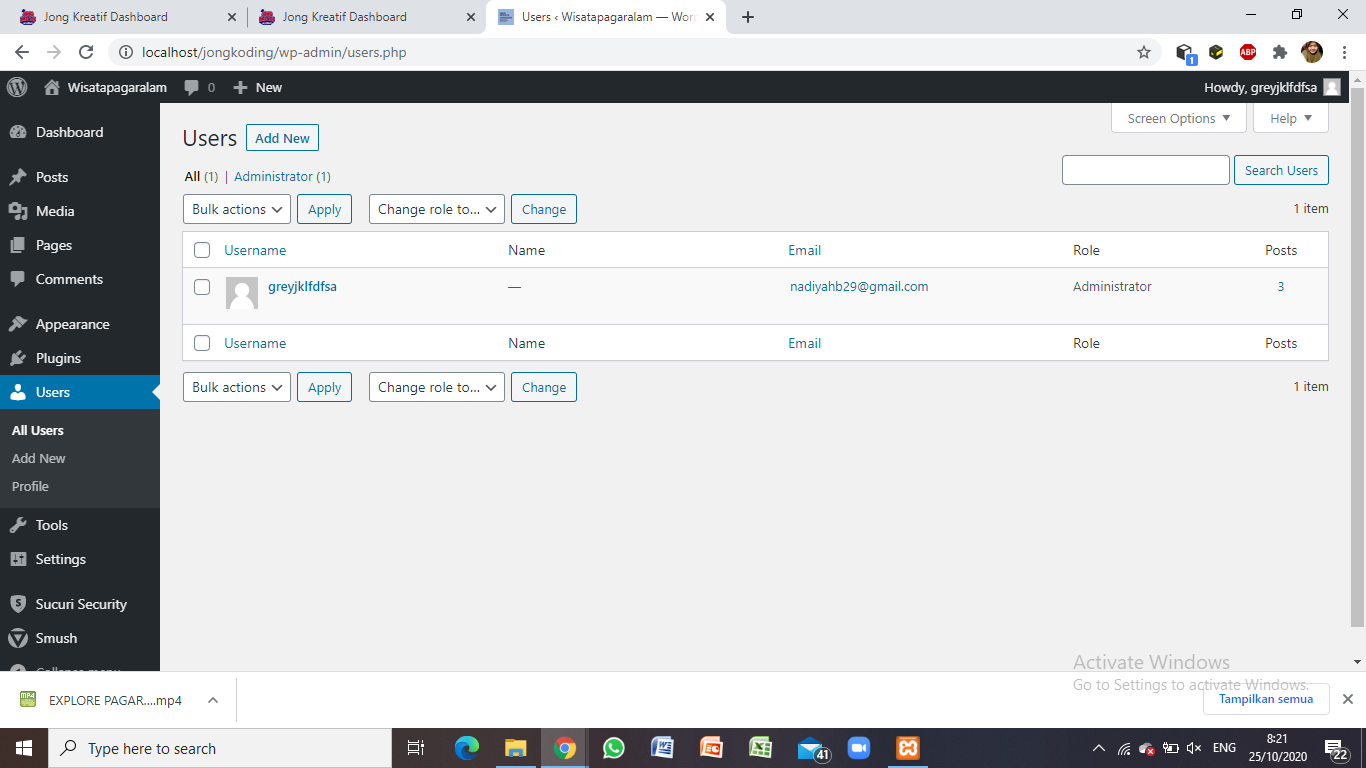 Jong Kreatif Dashboard
Jong Kreatif Dashboard
Users ‹ Wisatapagaralam — Wor
localhost/jongkoding/wp-admin/users.php
1
ABP
Wisatapagaralam
0
New
Howdy, greyjklfdfsa
Dashboard
Posts
Media
Pages
Comments
Appearance
Plugins
Users
All Users
Add New
Profile
Tools
Settings
Sucuri Security
Smush
Collapse menu
Screen Options
Help
Users
Add New
All (1) | Administrator (1)
Search Users
Bulk actions
Apply
Change role to...
Change
1 item
Username Name Email Role Posts
greyjklfdfsa — nadiyahb29@gmail.com Administrator 3
Username Name Email Role Posts
Bulk actions
Apply
Change role to...
Change
1 item
Activate Windows
Go to Settings to activate Windows.
MP4
EXPLORE PAGAR....mp4
Tampilkan semua
Type here to search
41
ENG
8:21
25/10/2020
22